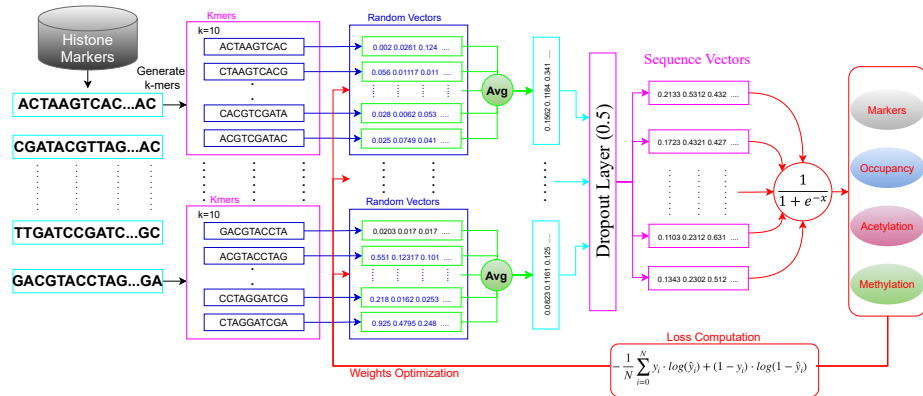 Histone
Markers
Generate
k-mers
ACTAAGTCAC...AC
CGATACGTTAG...AC
TTGATCCGATC...GC
GACGTACCTAG...GA
Kmers
k=10
ACTAAGTCAC
CTAAGTCACG
CACGTCGATA
ACGTCGATAC
Kmers
k=10
GACGTACCTA
ACGTACCTAG
CCTAGGATCG
CTAGGATCGA
Random Vectors
0.002 0.0261 0.124 ....
0.056 0.01117 0.011 ....
0.028 0.0062 0.053 ....
0.025 0.0749 0.041 ....
Avg
Random Vectors
0.0203 0.017 0.017 ....
0.551 0.12317 0.101 ....
0.218 0.0162 0.0253 ....
0.925 0.4795 0.248 ....
Avg
0.1562 0.1184 0.341 ....
0.0823 0.1161 0.125 ....
Dropout Layer (0.5)
Sequence Vectors
0.2133 0.5312 0.432 ....
0.1723 0.4321 0.427 ....
0.1103 0.2312 0.631 ....
0.1343 0.2302 0.512 ....
1
1 + e^{-x}
Markers
Occupancy
Acetylation
Methylation
Loss Computation
-\frac{1}{N} \sum_{i=0}^{N} y_i · log(ŷ_i) + (1 − y_i) · log(1 − ŷ_i)
Weights Optimization